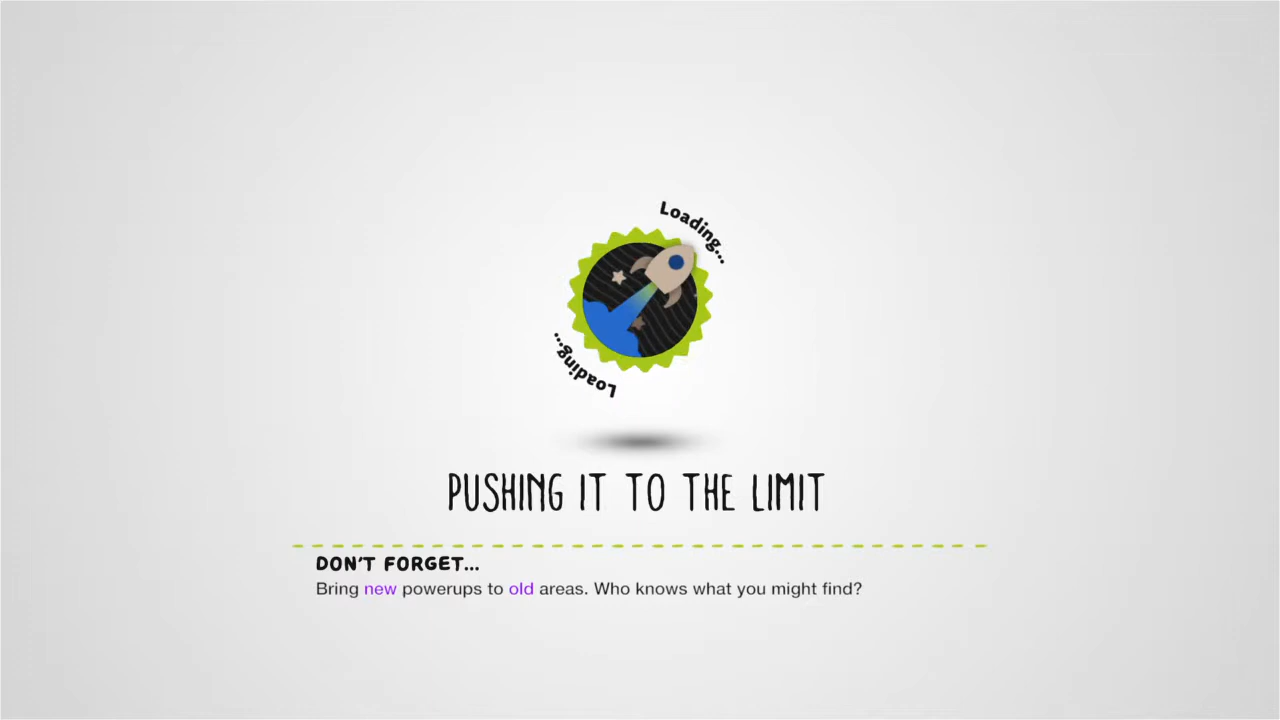 Loading...
Loading...
PUSHING IT TO THE LIMIT
DON'T FORGET...
Bring new powerups to old areas. Who knows what you might find?